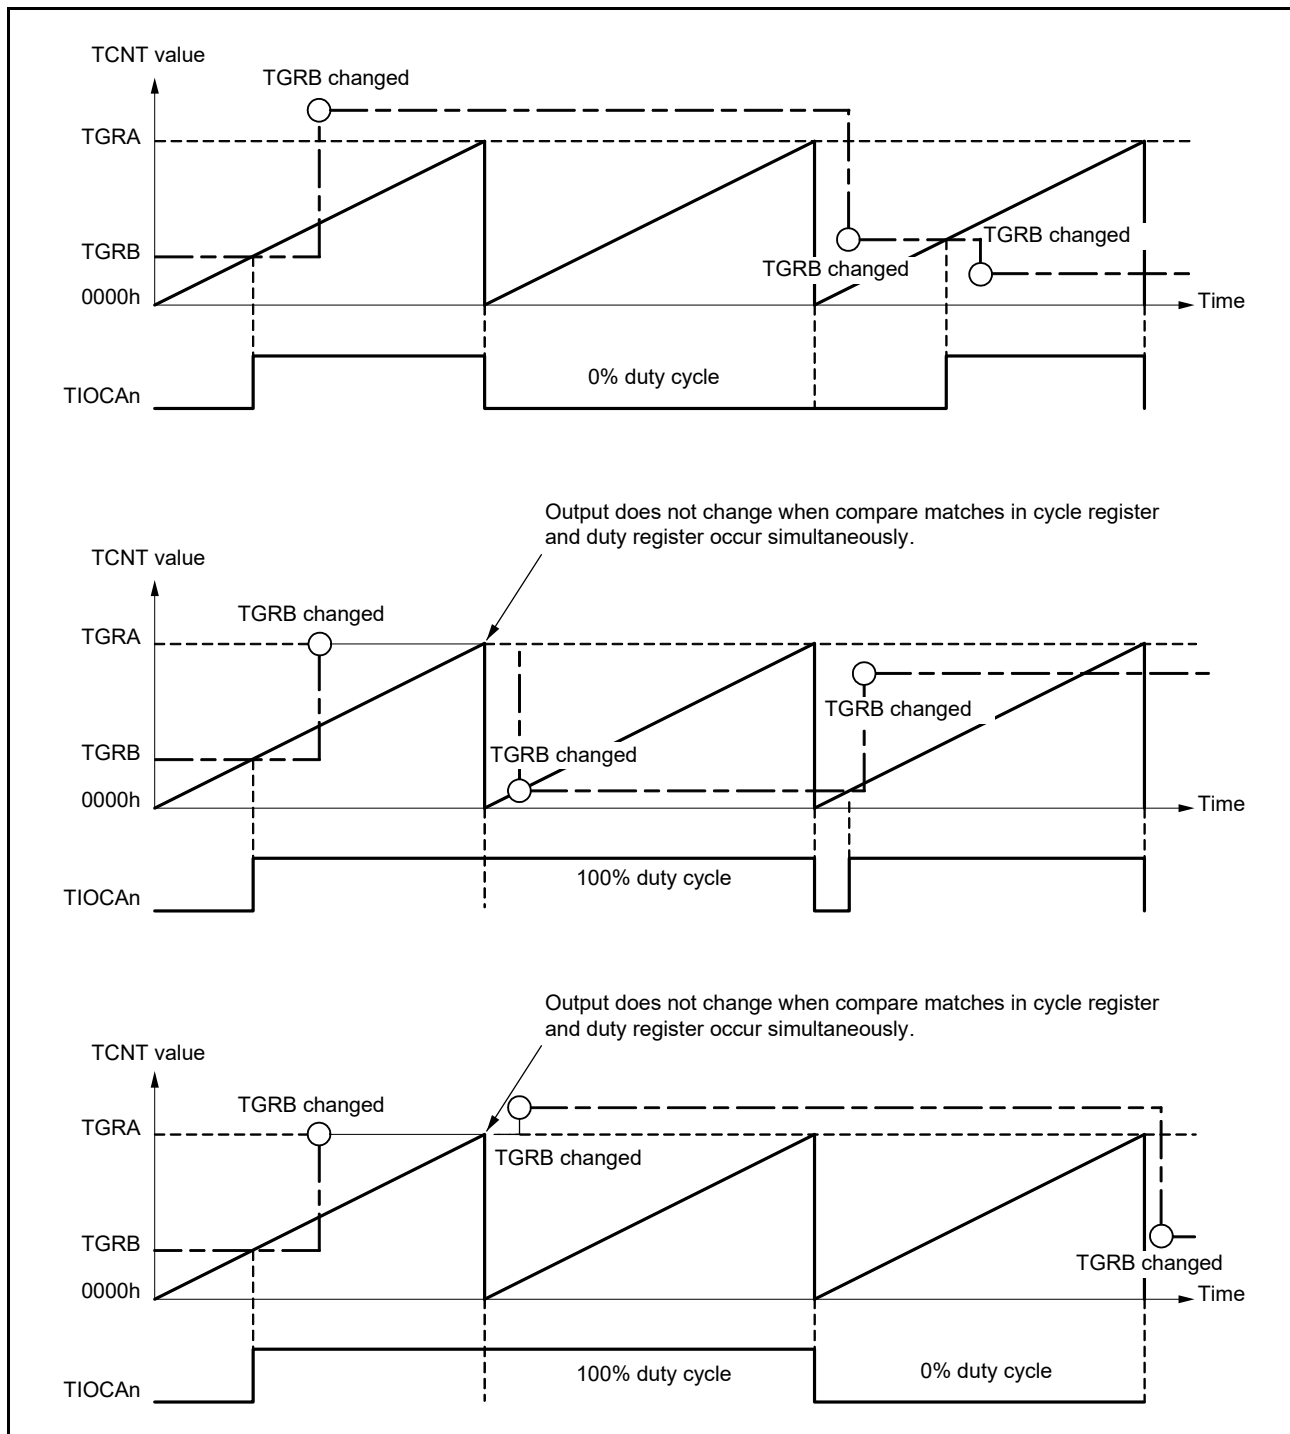 TCNT value
TGRB changed
TGRA
TGRB
TGRB changed
TGRB changed
0000h
Time
0% duty cycle
TIOCAn
Output does not change when compare matches in cycle register
and duty register occur simultaneously.
TCNT value
TGRB changed
TGRA
TGRB changed
TGRB
TGRB changed
0000h
Time
100% duty cycle
TIOCAn
Output does not change when compare matches in cycle register
and duty register occur simultaneously.
TCNT value
TGRB changed
TGRA
TGRB changed
TGRB
TGRB changed
0000h
Time
100% duty cycle
0% duty cycle
TIOCAn